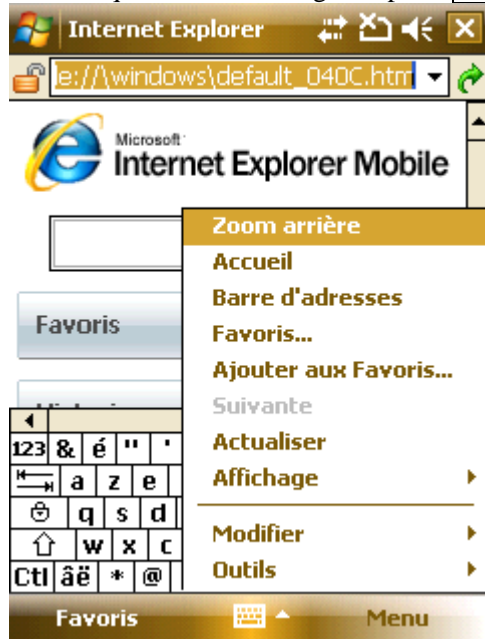 Internet Explorer
le://\windows\default_040C.htm
Microsoft
Internet Explorer Mobile
Zoom arrière
Accueil
Barre d'adresses
Favoris
Favoris...
Ajouter aux Favoris...
Suivante
Actualiser
Affichage
Modifier
Outils
123 & é " '
a z e
q s d
w x c
Ctl âë * @
Favoris
Menu